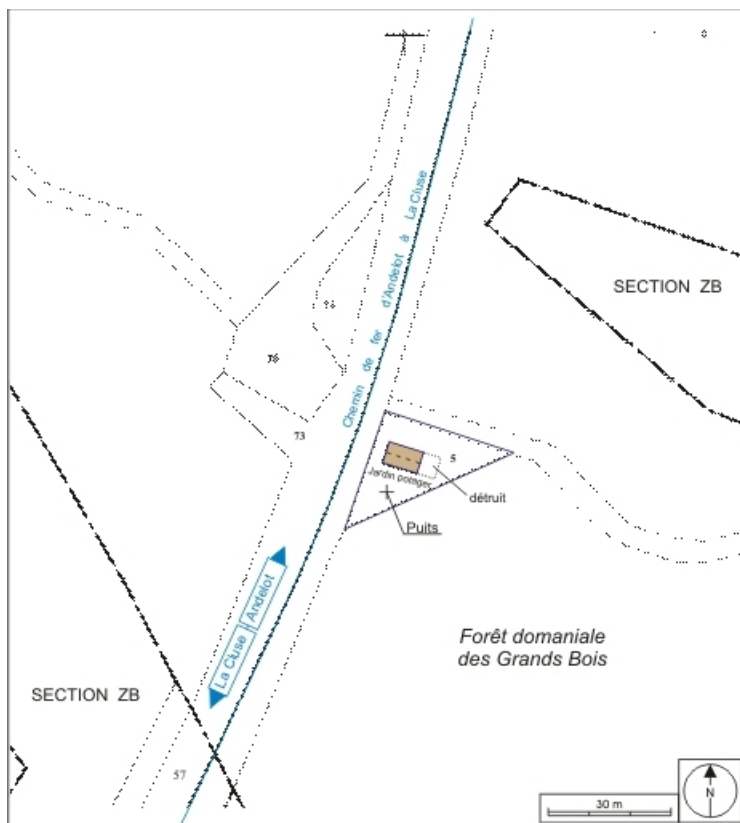 Chemin de fer d'Andelot à La Cluse
SECTION ZB
73
5
Jardin potager
détruit
Puits
Andelot
La Cluse
Forêt domaniale
des Grands Bois
SECTION ZB
57
30 m
N